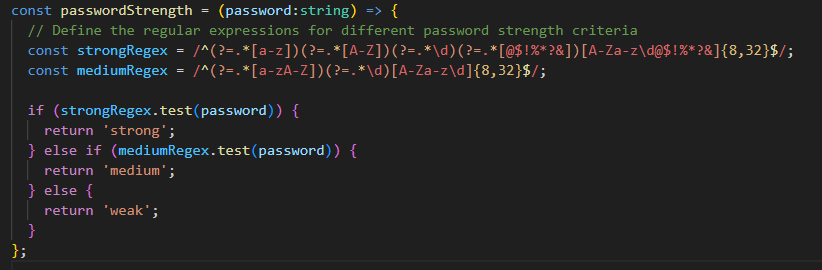 const passwordStrength = (password:string) => {
  // Define the regular expressions for different password strength criteria
  const strongRegex = /^(?=.*[a-z])(?=.*[A-Z])(?=.*\d)(?=.*[@$!%*?&])[A-Za-z\d@$!%*?&]{8,32}$/;
  const mediumRegex = /^(?=.*[a-zA-Z])(?=.*\d)[A-Za-z\d]{8,32}$/;

  if (strongRegex.test(password)) {
    return 'strong';
  } else if (mediumRegex.test(password)) {
    return 'medium';
  } else {
    return 'weak';
  }
};